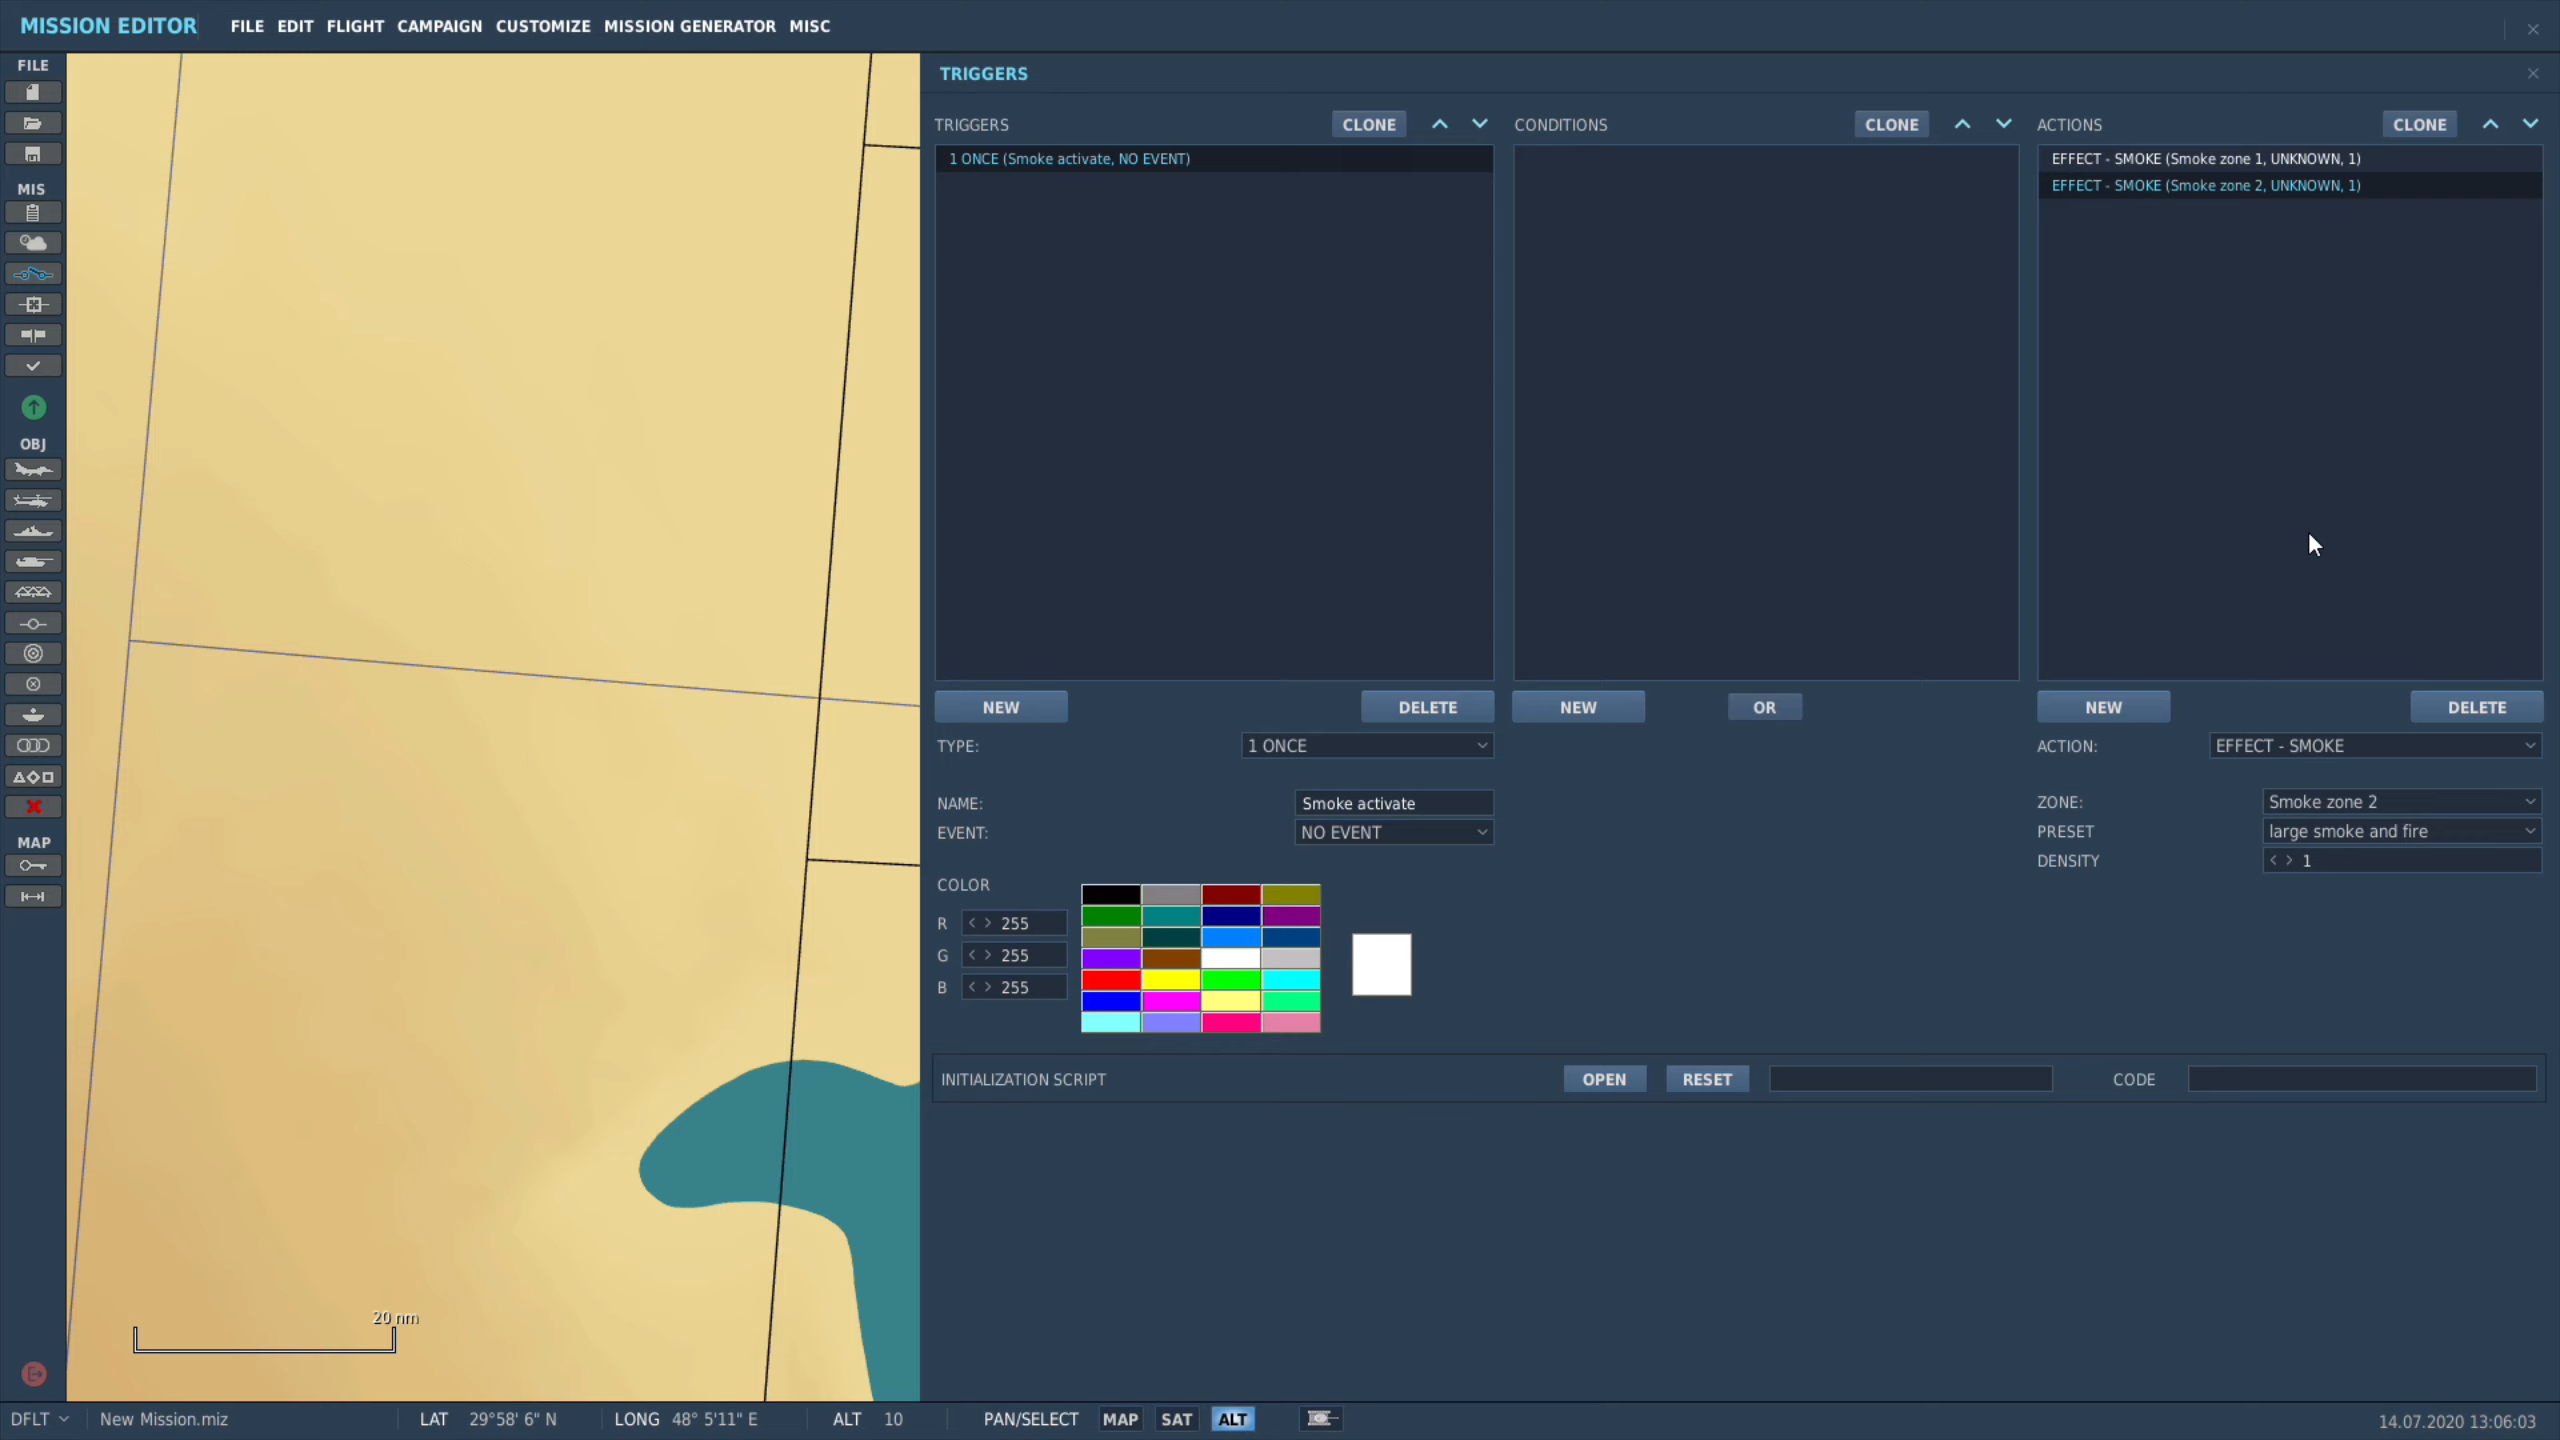 MISSION EDITOR FILE EDIT FLIGHT CAMPAIGN CUSTOMIZE MISSION GENERATOR MISC
FILE
MIS
OBJ
MAP
20 nm
TRIGGERS
TRIGGERS CLONE
1 ONCE (Smoke activate, NO EVENT)
NEW DELETE
TYPE: 1 ONCE
NAME: Smoke activate
EVENT: NO EVENT
COLOR
R < > 255
G < > 255
B < > 255
CONDITIONS CLONE
NEW OR
ACTIONS CLONE
EFFECT - SMOKE (Smoke zone 1, UNKNOWN, 1)
EFFECT - SMOKE (Smoke zone 2, UNKNOWN, 1)
NEW DELETE
ACTION: EFFECT - SMOKE
ZONE: Smoke zone 2
PRESET large smoke and fire
DENSITY < > 1
INITIALIZATION SCRIPT OPEN RESET CODE
DFLT New Mission.miz LAT 29°58' 6" N LONG 48° 5'11" E ALT 10 PAN/SELECT MAP SAT ALT 14.07.2020 13:06:03